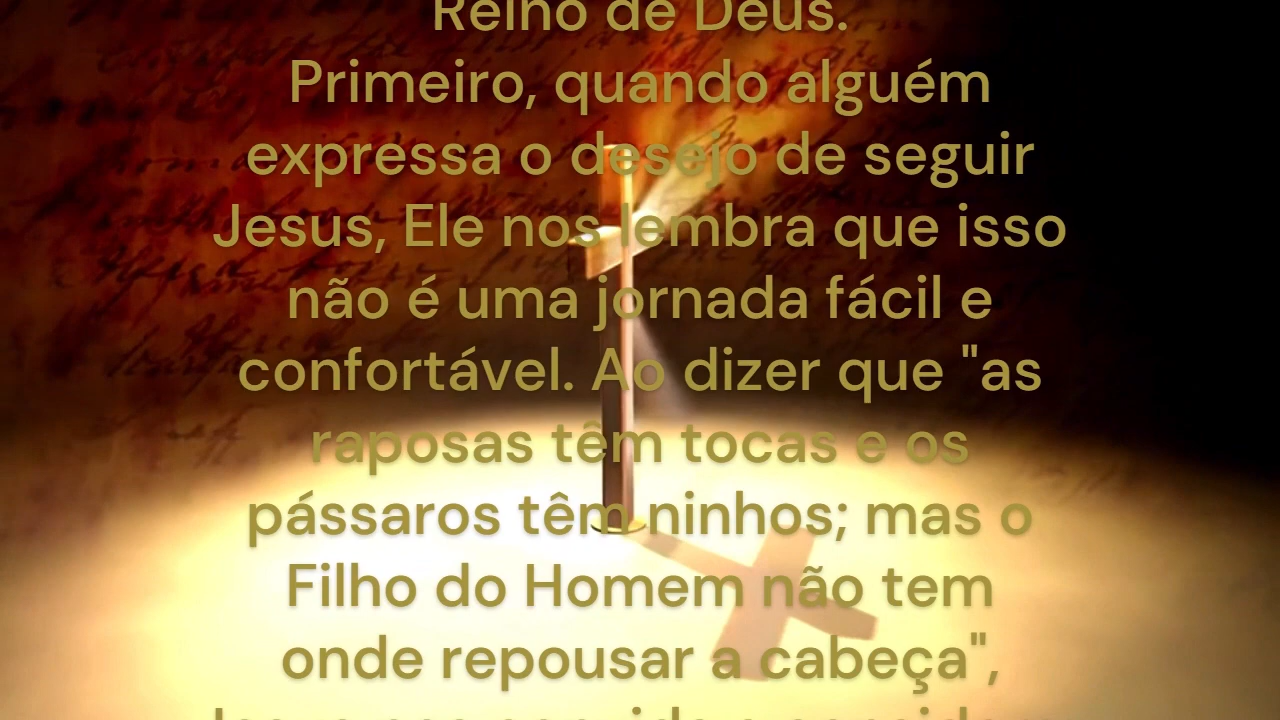 Reino de Deus.
Primeiro, quando alguém
expressa o desejo de seguir
Jesus, Ele nos lembra que isso
não é uma jornada fácil e
confortável. Ao dizer que "as
raposas têm tocas e os
pássaros têm ninhos; mas o
Filho do Homem não tem
onde repousar a cabeça",